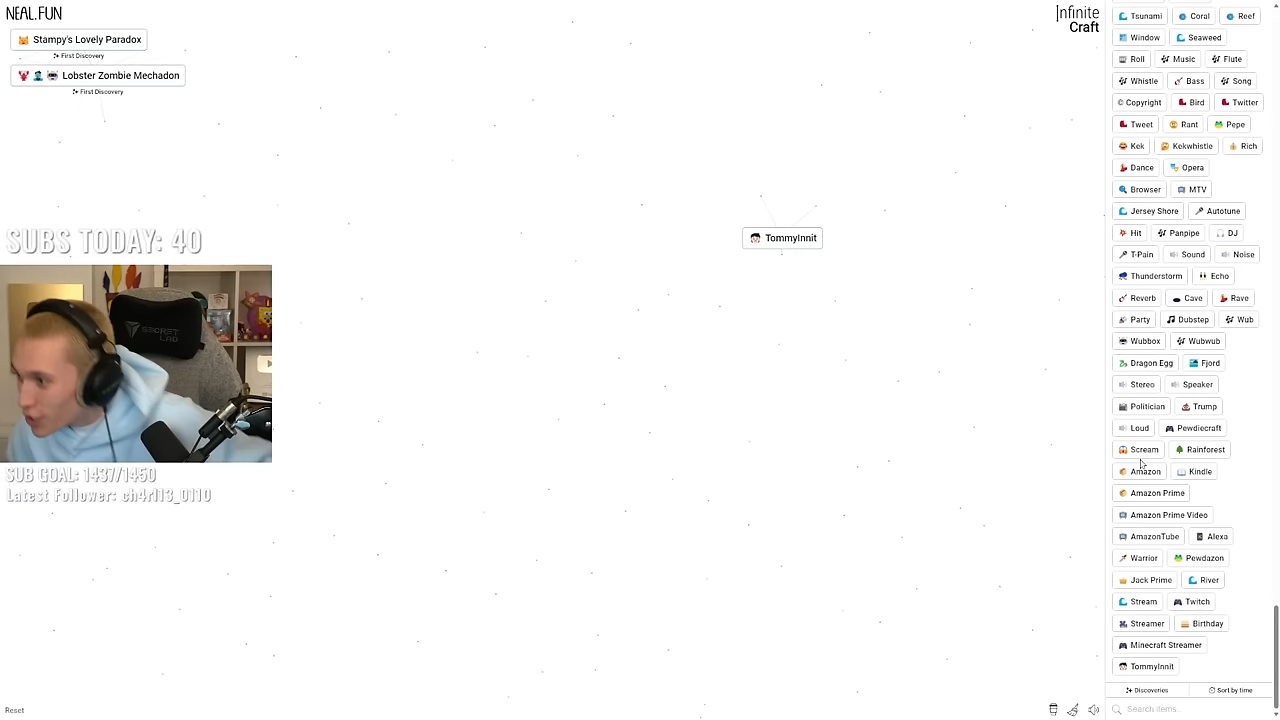 NEAL.FUN
Infinite
Craft
Stampy's Lovely Paradox
First Discovery
Lobster Zombie Mechadon
First Discovery
SUBS TODAY: 40
SECRET
LAB
SUB GOAL: 1437/1450
Latest Follower: ch4rl13_0110
TommyInnit
Reset
Tsunami Coral Reef
Window Seaweed
Roll Music Flute
Whistle Bass Song
© Copyright Bird Twitter
Tweet Rant Pepe
Kek Kekwhistle Rich
Dance Opera
Browser MTV
Jersey Shore Autotune
Hit Panpipe DJ
T-Pain Sound Noise
Thunderstorm Echo
Reverb Cave Rave
Party Dubstep Wub
Wubbox Wubwub
Dragon Egg Fjord
Stereo Speaker
Politician Trump
Loud Pewdiecraft
Scream Rainforest
Amazon Kindle
Amazon Prime
Amazon Prime Video
AmazonTube Alexa
Warrior Pewdazon
Jack Prime River
Stream Twitch
Streamer Birthday
Minecraft Streamer
TommyInnit
Discoveries Sort by time
Search items...